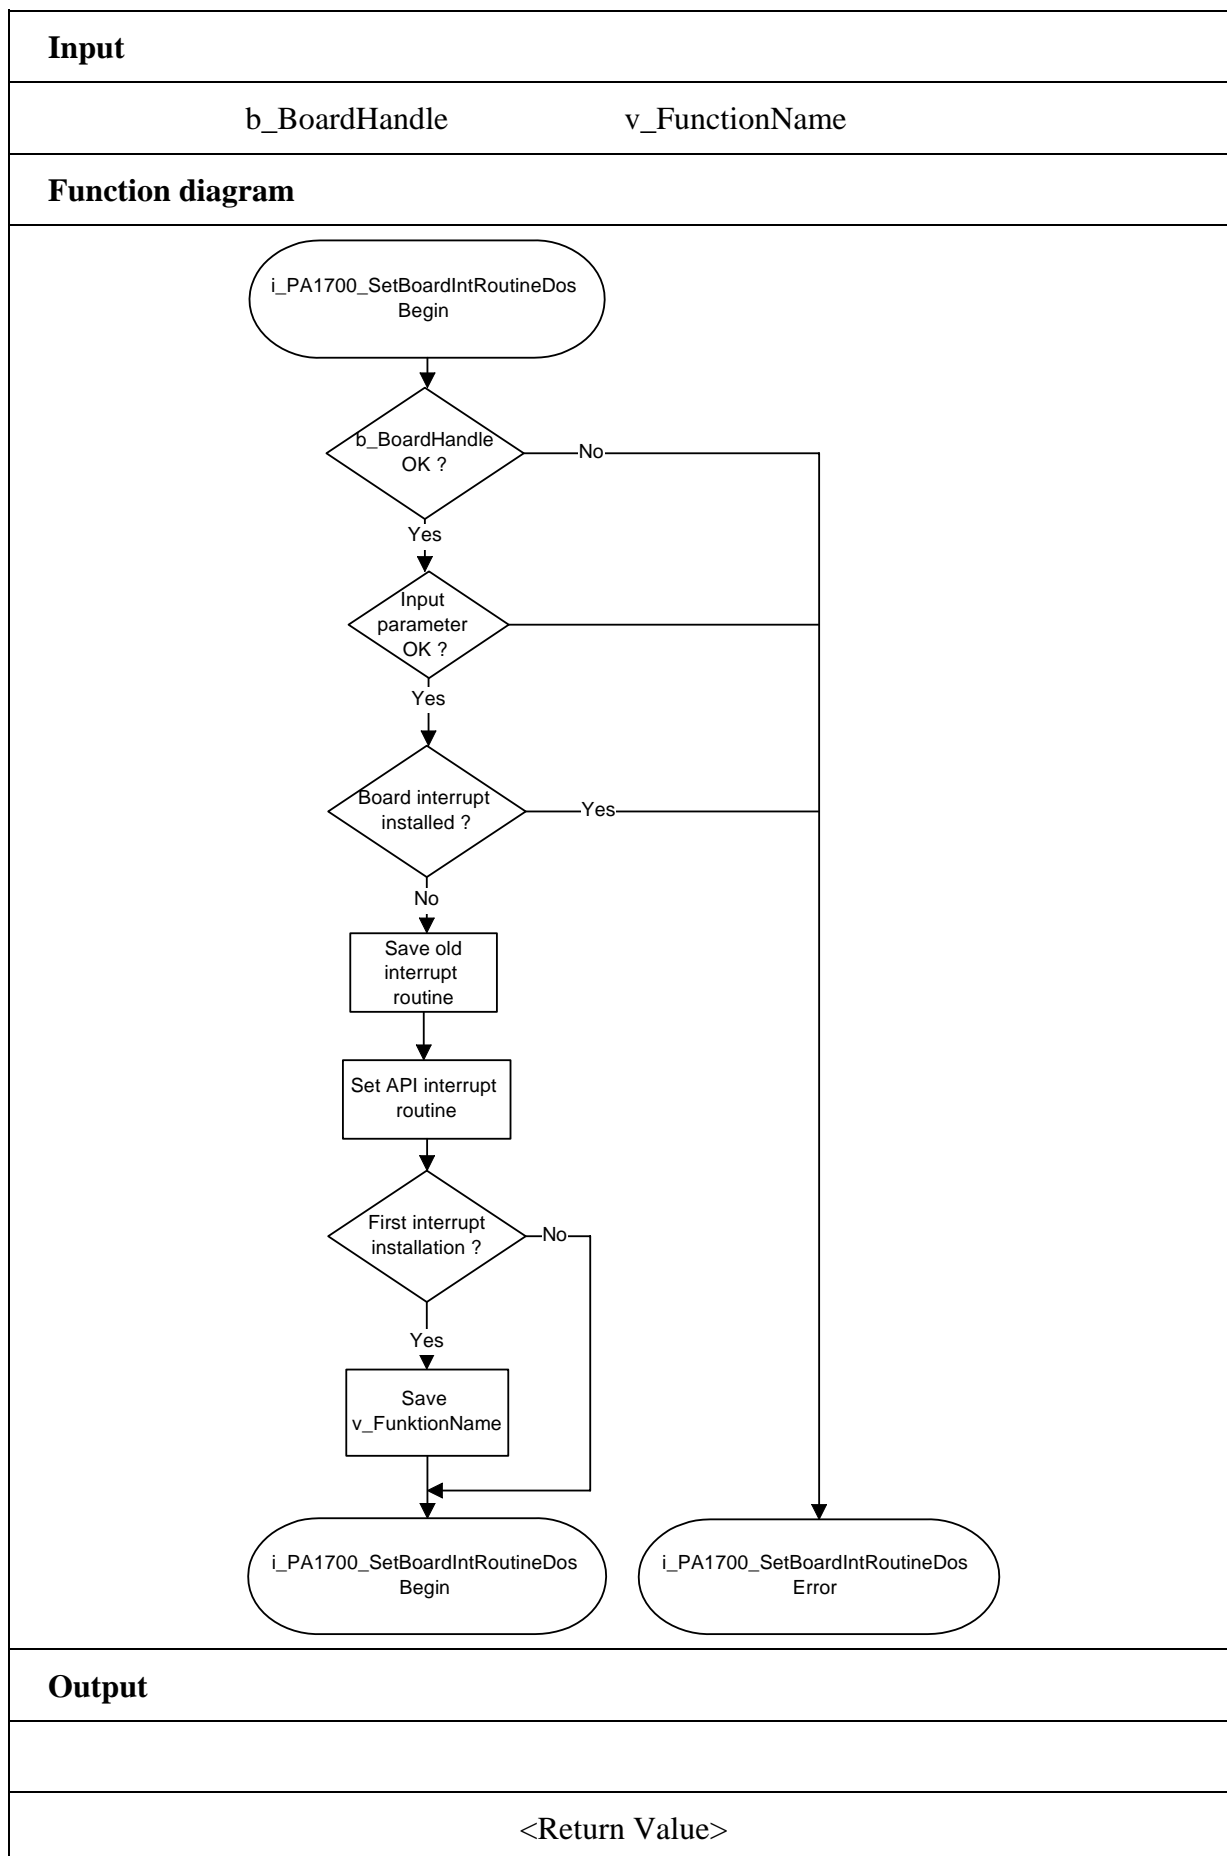 Input
b_BoardHandle v_FunctionName
Function diagram
i_PA1700_SetBoardIntRoutineDos
Begin
b_BoardHandle
OK ?
No
Yes
Input
parameter
OK ?
Yes
Board interrupt
installed ?
Yes
No
Save old
interrupt
routine
Set API interrupt
routine
First interrupt
installation ?
No
Yes
Save
v_FunktionName
i_PA1700_SetBoardIntRoutineDos
Begin
i_PA1700_SetBoardIntRoutineDos
Error
Output
<Return Value>